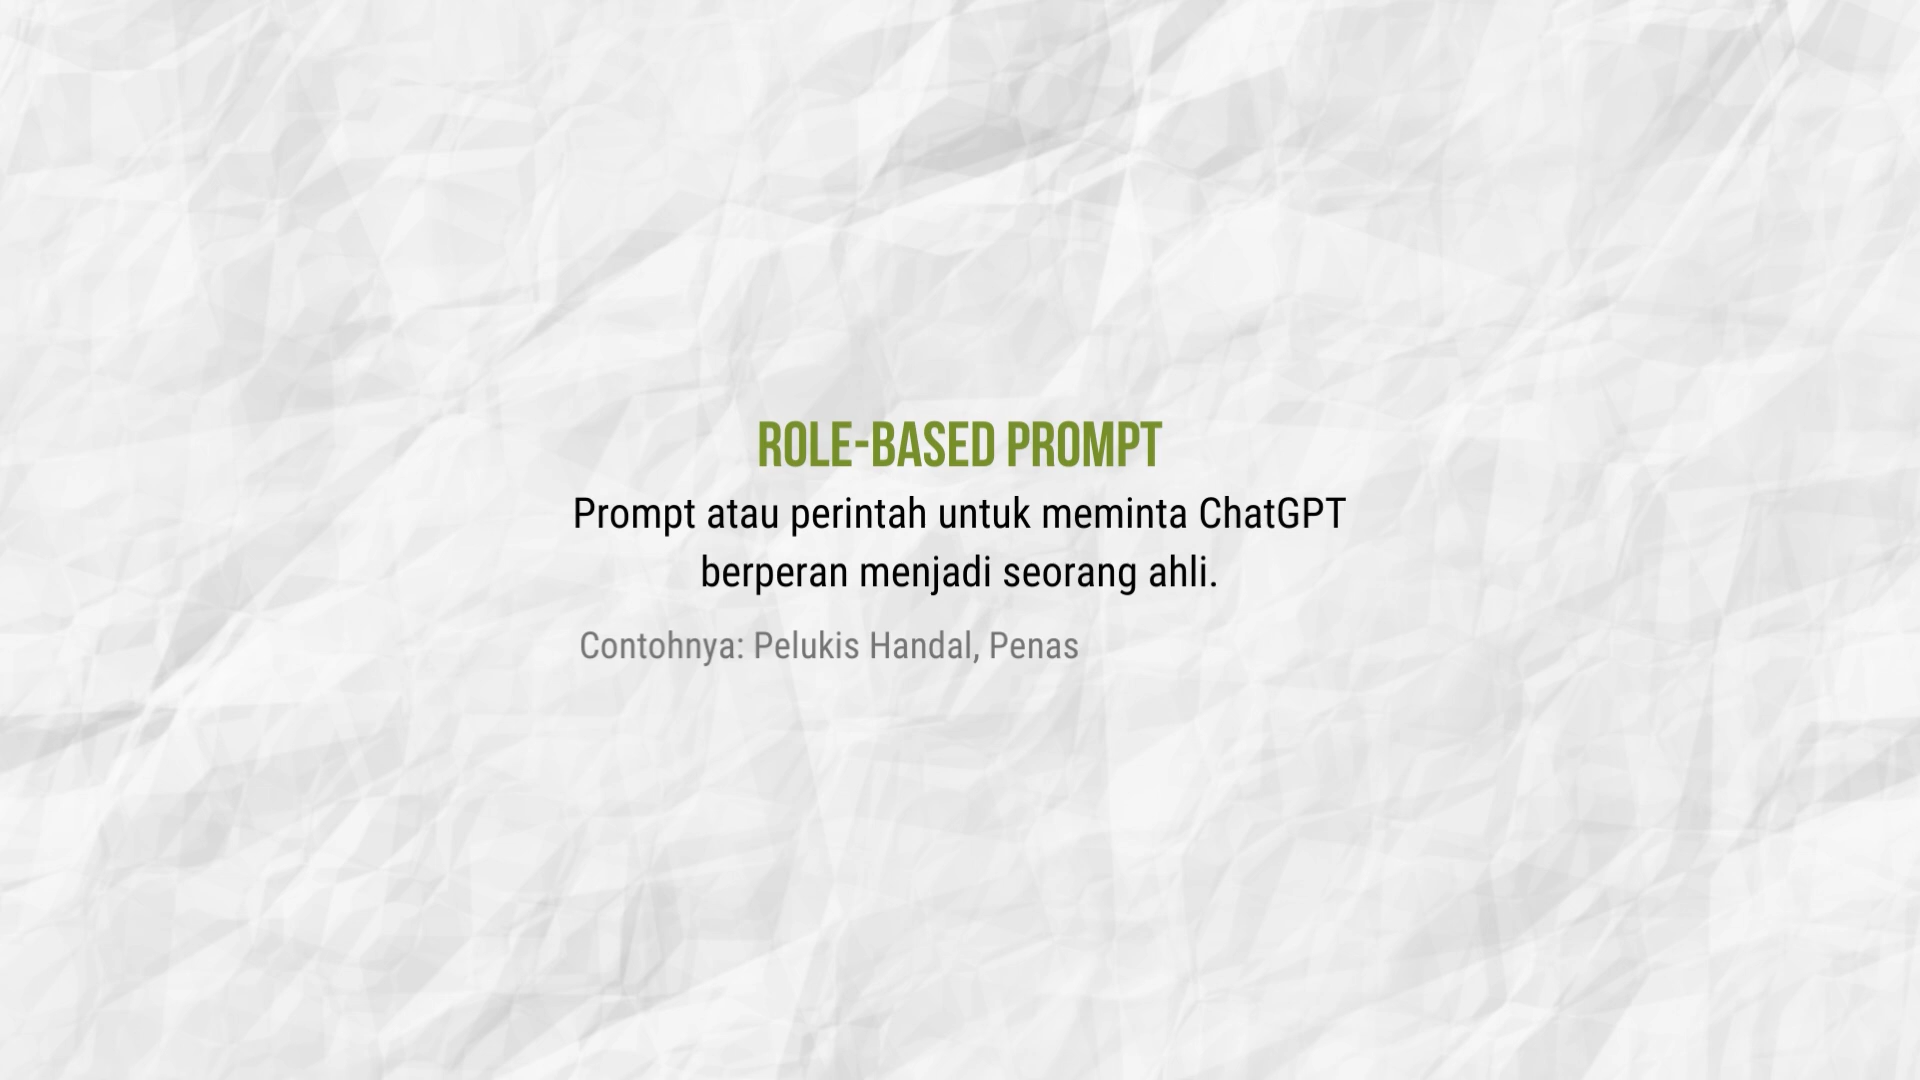 ROLE-BASED PROMPT
Prompt atau perintah untuk meminta ChatGPT
berperan menjadi seorang ahli.
Contohnya: Pelukis Handal, Penas